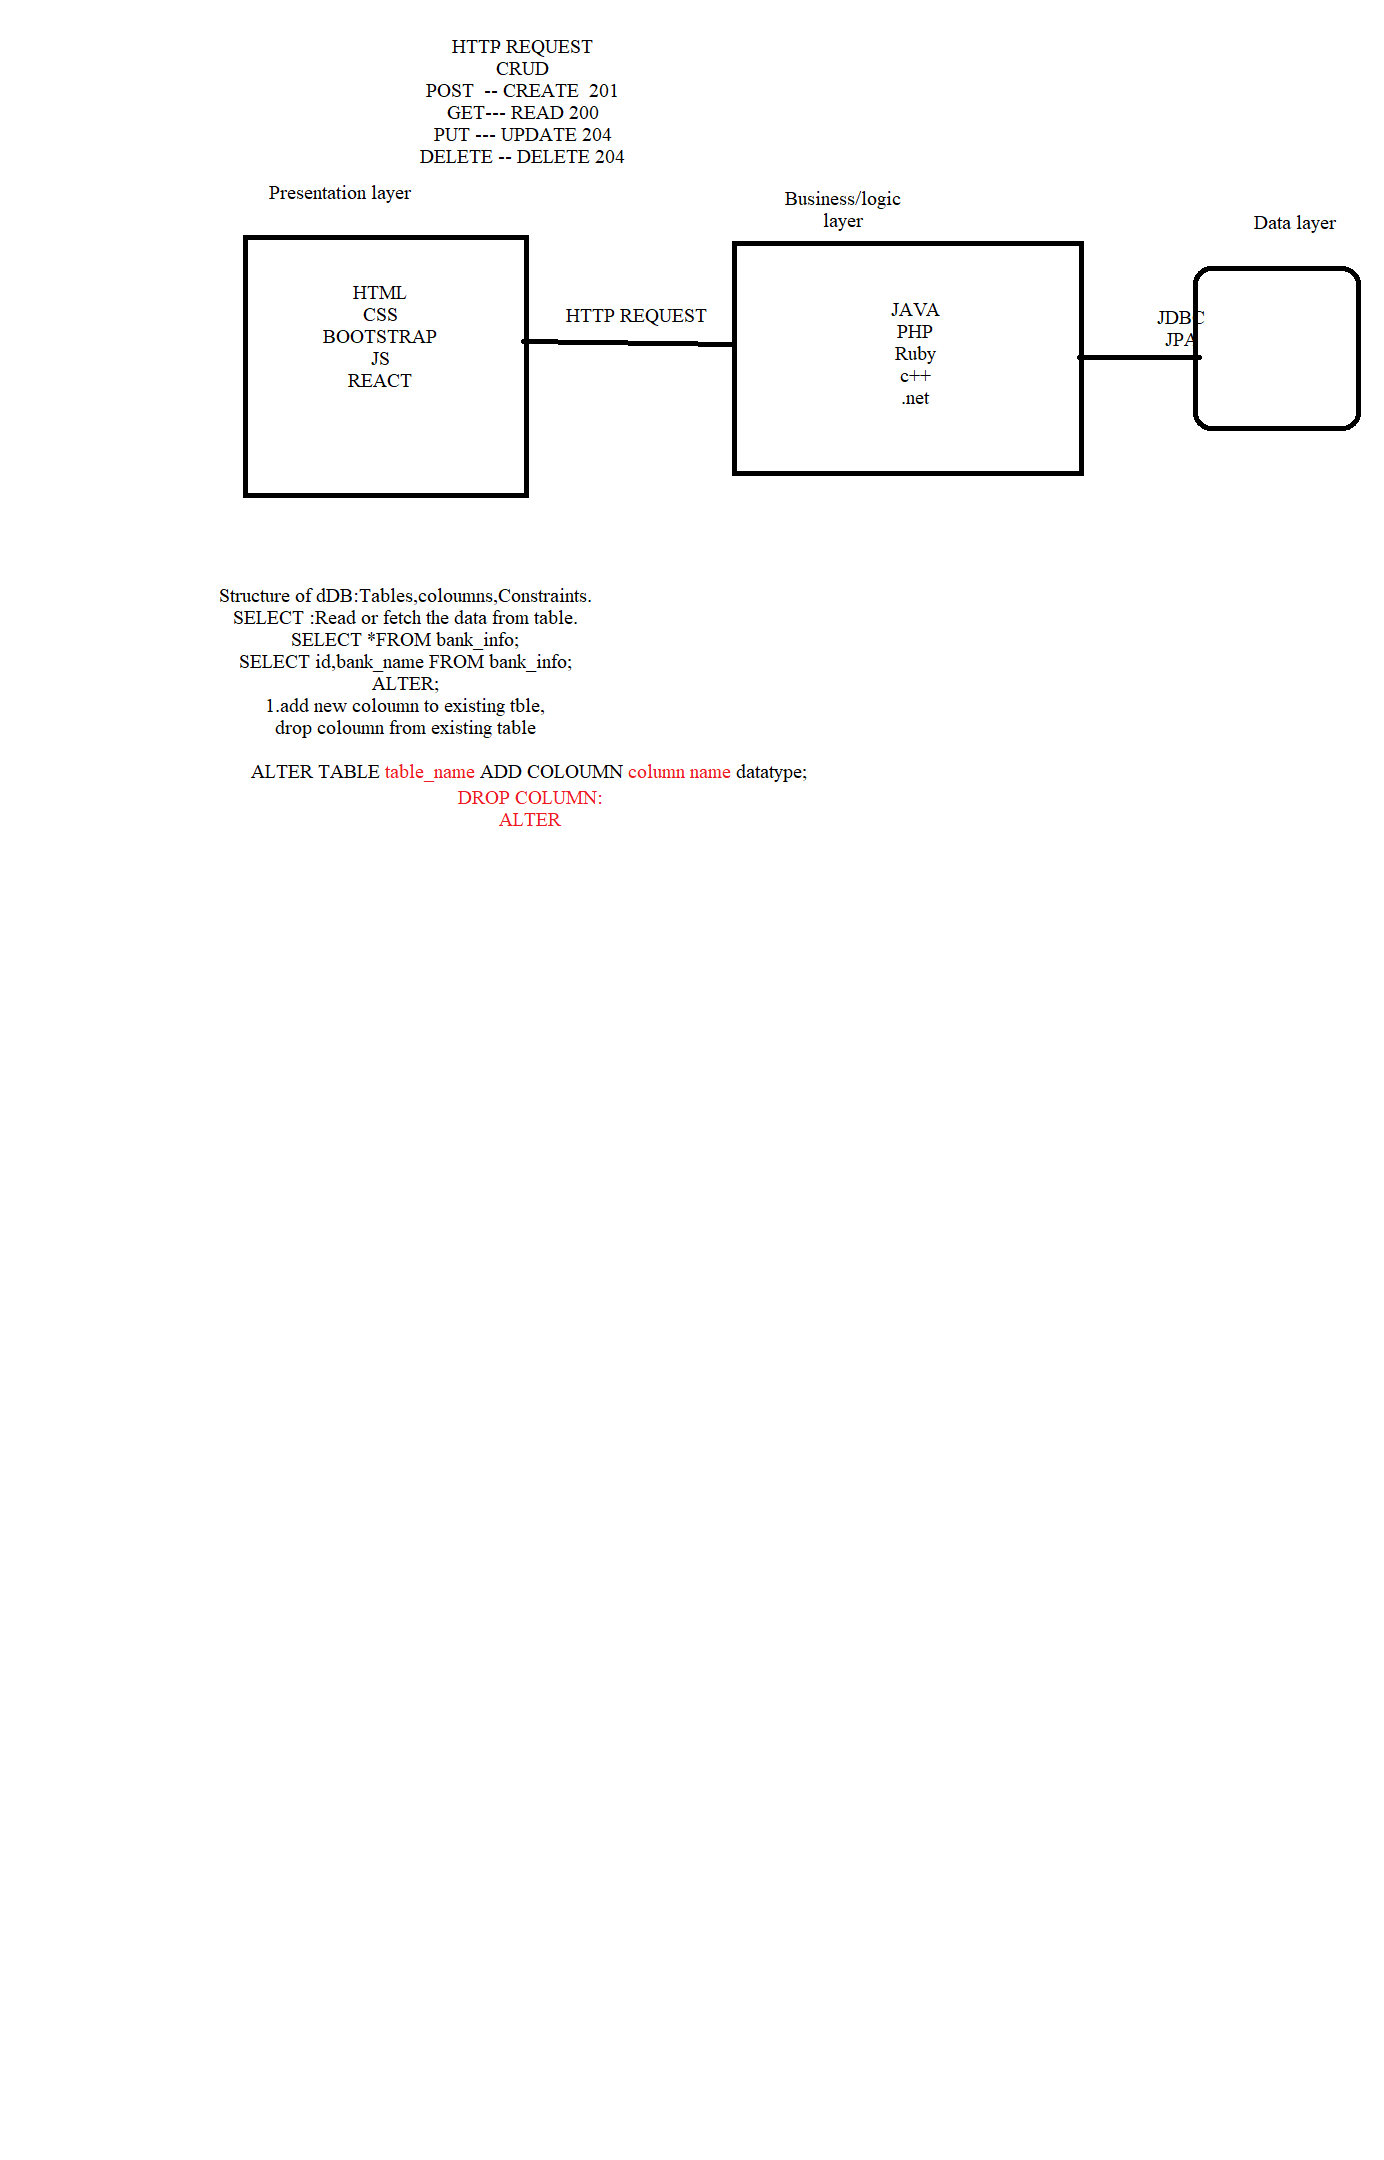 HTTP REQUEST
CRUD
POST  -- CREATE  201
GET--- READ 200
PUT --- UPDATE 204
DELETE -- DELETE 204
Presentation layer
Business/logic
layer
Data layer
HTML
CSS
BOOTSTRAP
JS
REACT
HTTP REQUEST
JAVA
PHP
Ruby
c++
.net
JDBC
JPA
Structure of dDB:Tables,coloumns,Constraints.
SELECT :Read or fetch the data from table.
SELECT *FROM bank_info;
SELECT id,bank_name FROM bank_info;
ALTER;
1.add new coloumn to existing tble,
drop coloumn from existing table
ALTER TABLE table_name ADD COLOUMN column name datatype;
DROP COLUMN:
ALTER